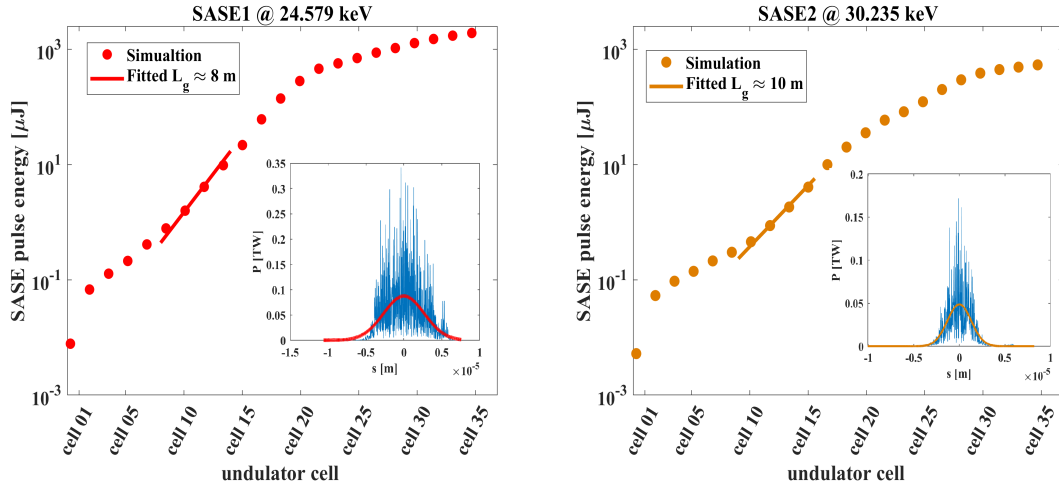 SASE1 @ 24.579 keV
10^3
10^1
10^-1
10^-3
SASE pulse energy [μJ]
Simualtion
Fitted L_g ≈ 8 m
0.35
0.3
0.25
0.2
0.15
0.1
0.05
0
P [TW]
-1.5
-1
-0.5
0
0.5
1
s [m]
×10^-5
cell 01
cell 05
cell 10
cell 15
cell 20
cell 25
cell 30
cell 35
undulator cell
SASE2 @ 30.235 keV
10^3
10^1
10^-1
10^-3
SASE pulse energy [μJ]
Simulation
Fitted L_g ≈ 10 m
0.2
0.15
0.1
0.05
0
P [TW]
-1
-0.5
0
0.5
1
s [m]
×10^-5
cell 01
cell 05
cell 10
cell 15
cell 20
cell 25
cell 30
cell 35
undulator cell